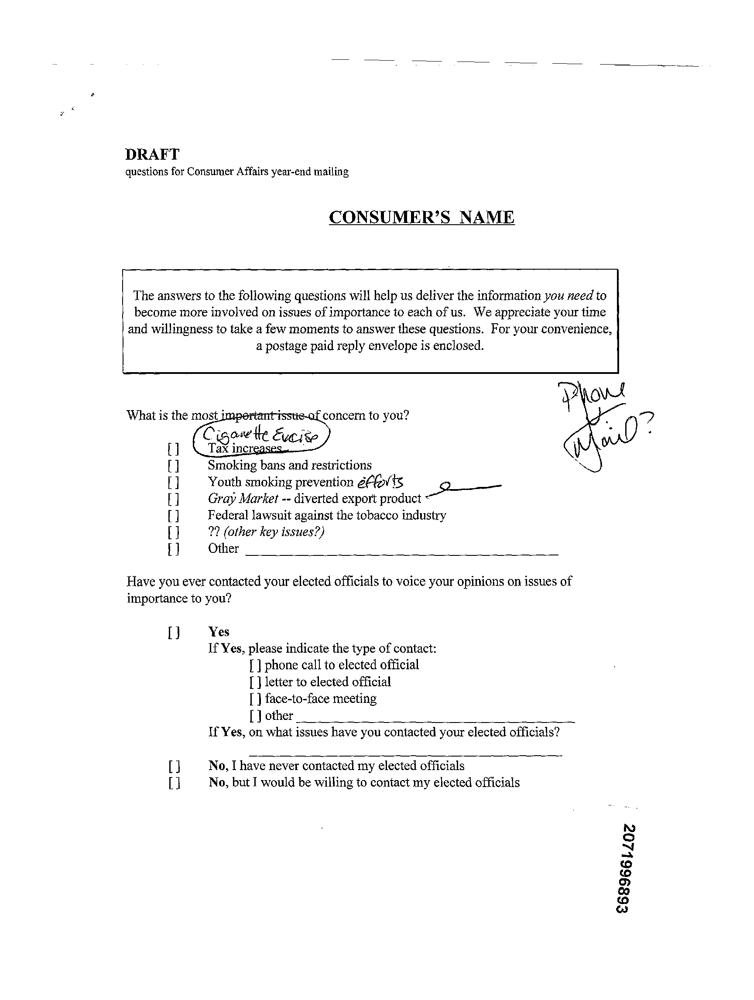 DRAFT
questions for Consumer Affairs year-end mailing
CONSUMER'S NAME
The answers to the following questions will help us deliver the information you need to
become more involved on issues of importance to each of us. We appreciate your time
and willingness to take a few moments to answer these questions. For your convenience,
a postage paid reply envelope is enclosed.
Phone
Mail?
What is the most important issue of concern to you?
Cigarette Excise
[ ] Tax increases
[ ] Smoking bans and restrictions
[ ] Youth smoking prevention efforts
[ ] Gray Market -- diverted export product
[ ] Federal lawsuit against the tobacco industry
[ ] ?? (other key issues?)
[ ] Other
Have you ever contacted your elected officials to voice your opinions on issues of
importance to you?
[ ] Yes
If Yes, please indicate the type of contact:
[ ] phone call to elected official
[ ] letter to elected official
[ ] face-to-face meeting
[ ] other
If Yes, on what issues have you contacted your elected officials?
[ ] No, I have never contacted my elected officials
[ ] No, but I would be willing to contact my elected officials
2071996893